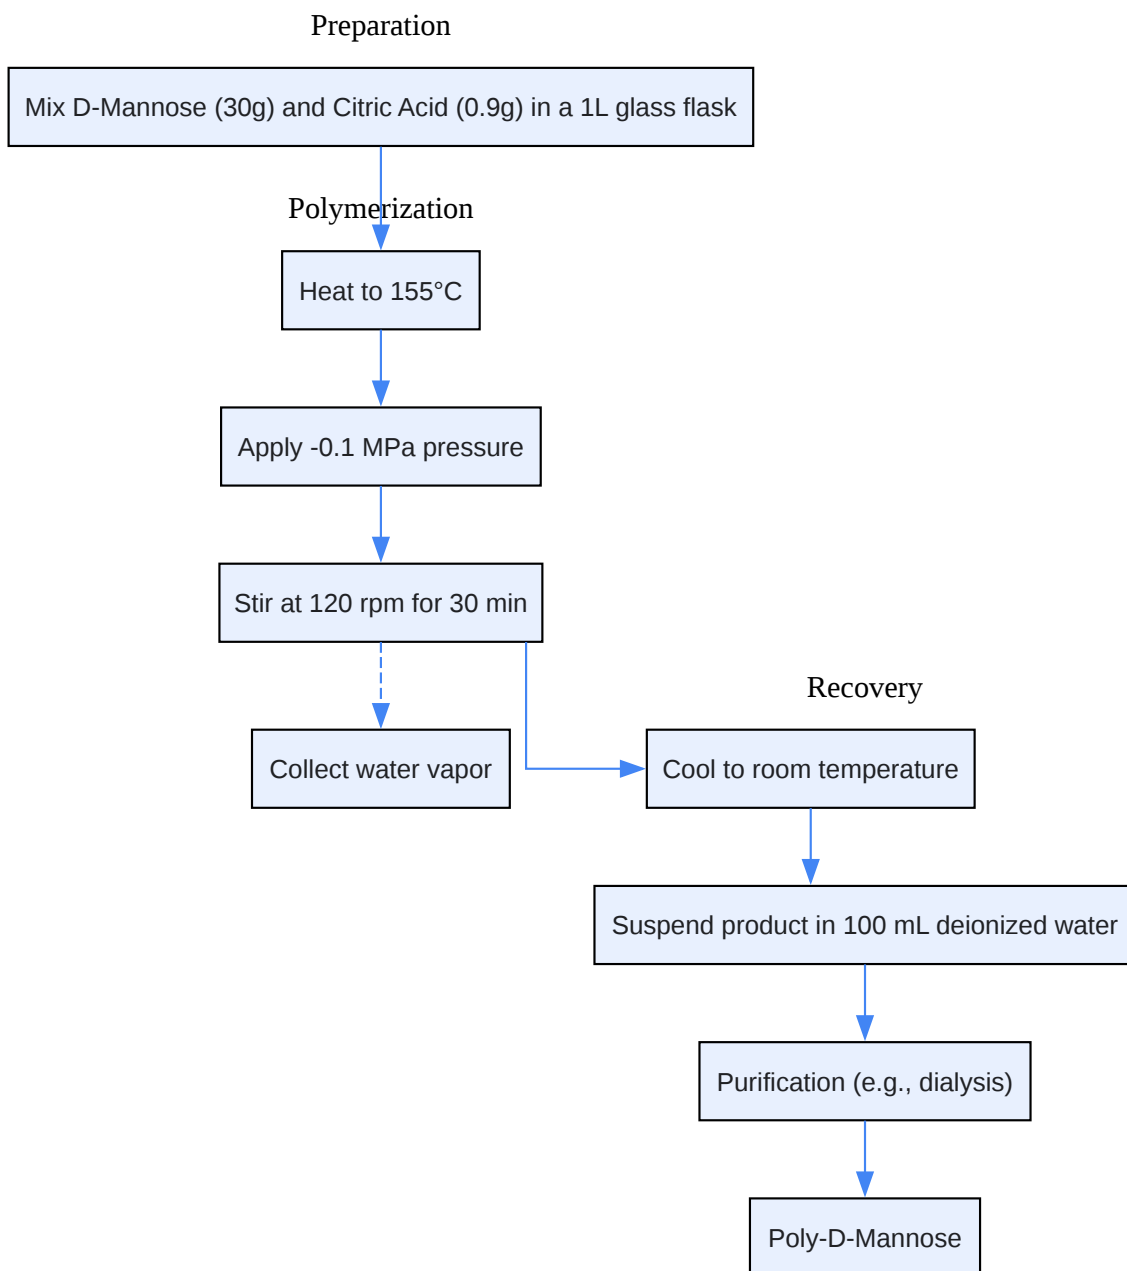 Preparation
Mix D-Mannose (30g) and Citric Acid (0.9g) in a 1L glass flask
Polymerization
Heat to 155°C
Apply -0.1 MPa pressure
Stir at 120 rpm for 30 min
Collect water vapor
Recovery
Cool to room temperature
Suspend product in 100 mL deionized water
Purification (e.g., dialysis)
Poly-D-Mannose